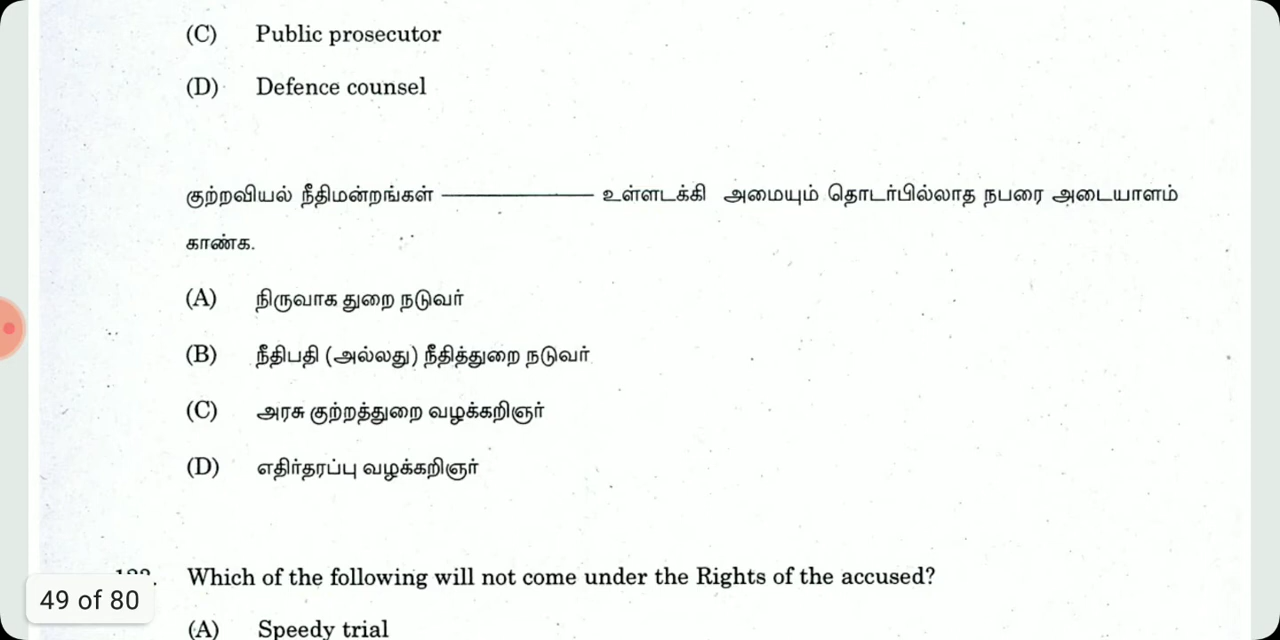 (C) Public prosecutor
(D) Defence counsel
குற்றவியல் நீதிமன்றங்கள் ———— உள்ளடக்கி அமையும் தொடர்பில்லாத நபரை அடையாளம்
காண்க.
(A) நிருவாக துறை நடுவர்
(B) நீதிபதி (அல்லது) நீதித்துறை நடுவர்
(C) அரசு குற்றத்துறை வழக்கறிஞர்
(D) எதிர்தரப்பு வழக்கறிஞர்
Which of the following will not come under the Rights of the accused?
49 of 80
(A) Speedy trial